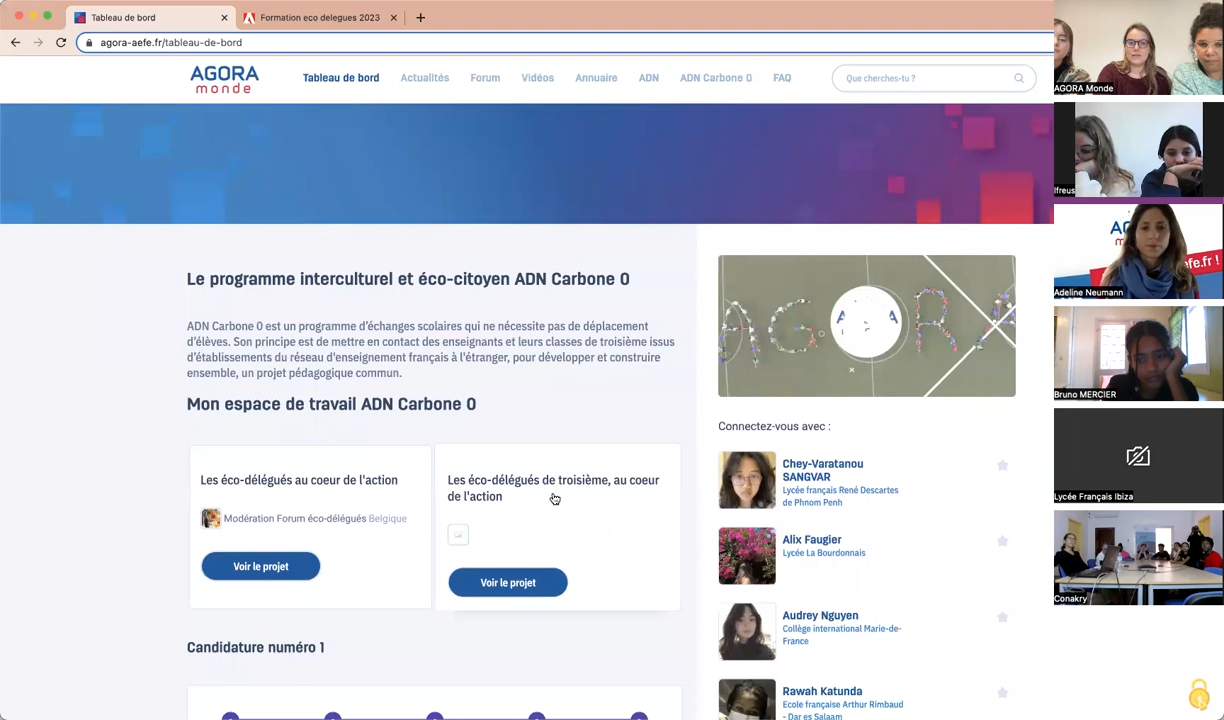 Tableau de bord
Formation eco delegues 2023
agora-aefe.fr/tableau-de-bord
AGORA
monde
Tableau de bord
Actualités
Forum
Vidéos
Annuaire
ADN
ADN Carbone 0
FAQ
Que cherches-tu ?
Le programme interculturel et éco-citoyen ADN Carbone 0
ADN Carbone 0 est un programme d'échanges scolaires qui ne nécessite pas de déplacement
d'élèves. Son principe est de mettre en contact des enseignants et leurs classes de troisième issus
d'établissements du réseau d'enseignement français à l'étranger, pour développer et construire
ensemble, un projet pédagogique commun.
Mon espace de travail ADN Carbone 0
Les éco-délégués au coeur de l'action
Modération Forum éco-délégués Belgique
Voir le projet
Les éco-délégués de troisième, au coeur
de l'action
Voir le projet
Candidature numéro 1
AGORA
Connectez-vous avec :
Chey-Varatanou
SANGVAR
Lycée français René Descartes
de Phnom Penh
Alix Faugier
Lycée La Bourdonnais
Audrey Nguyen
Collège international Marie-de-
France
Rawah Katunda
Ecole française Arthur Rimbaud
- Dar es Salaam
AGORA Monde
lfreus
efe.fr !
Adeline Neumann
Bruno MERCIER
Lycée Français Ibiza
Conakry